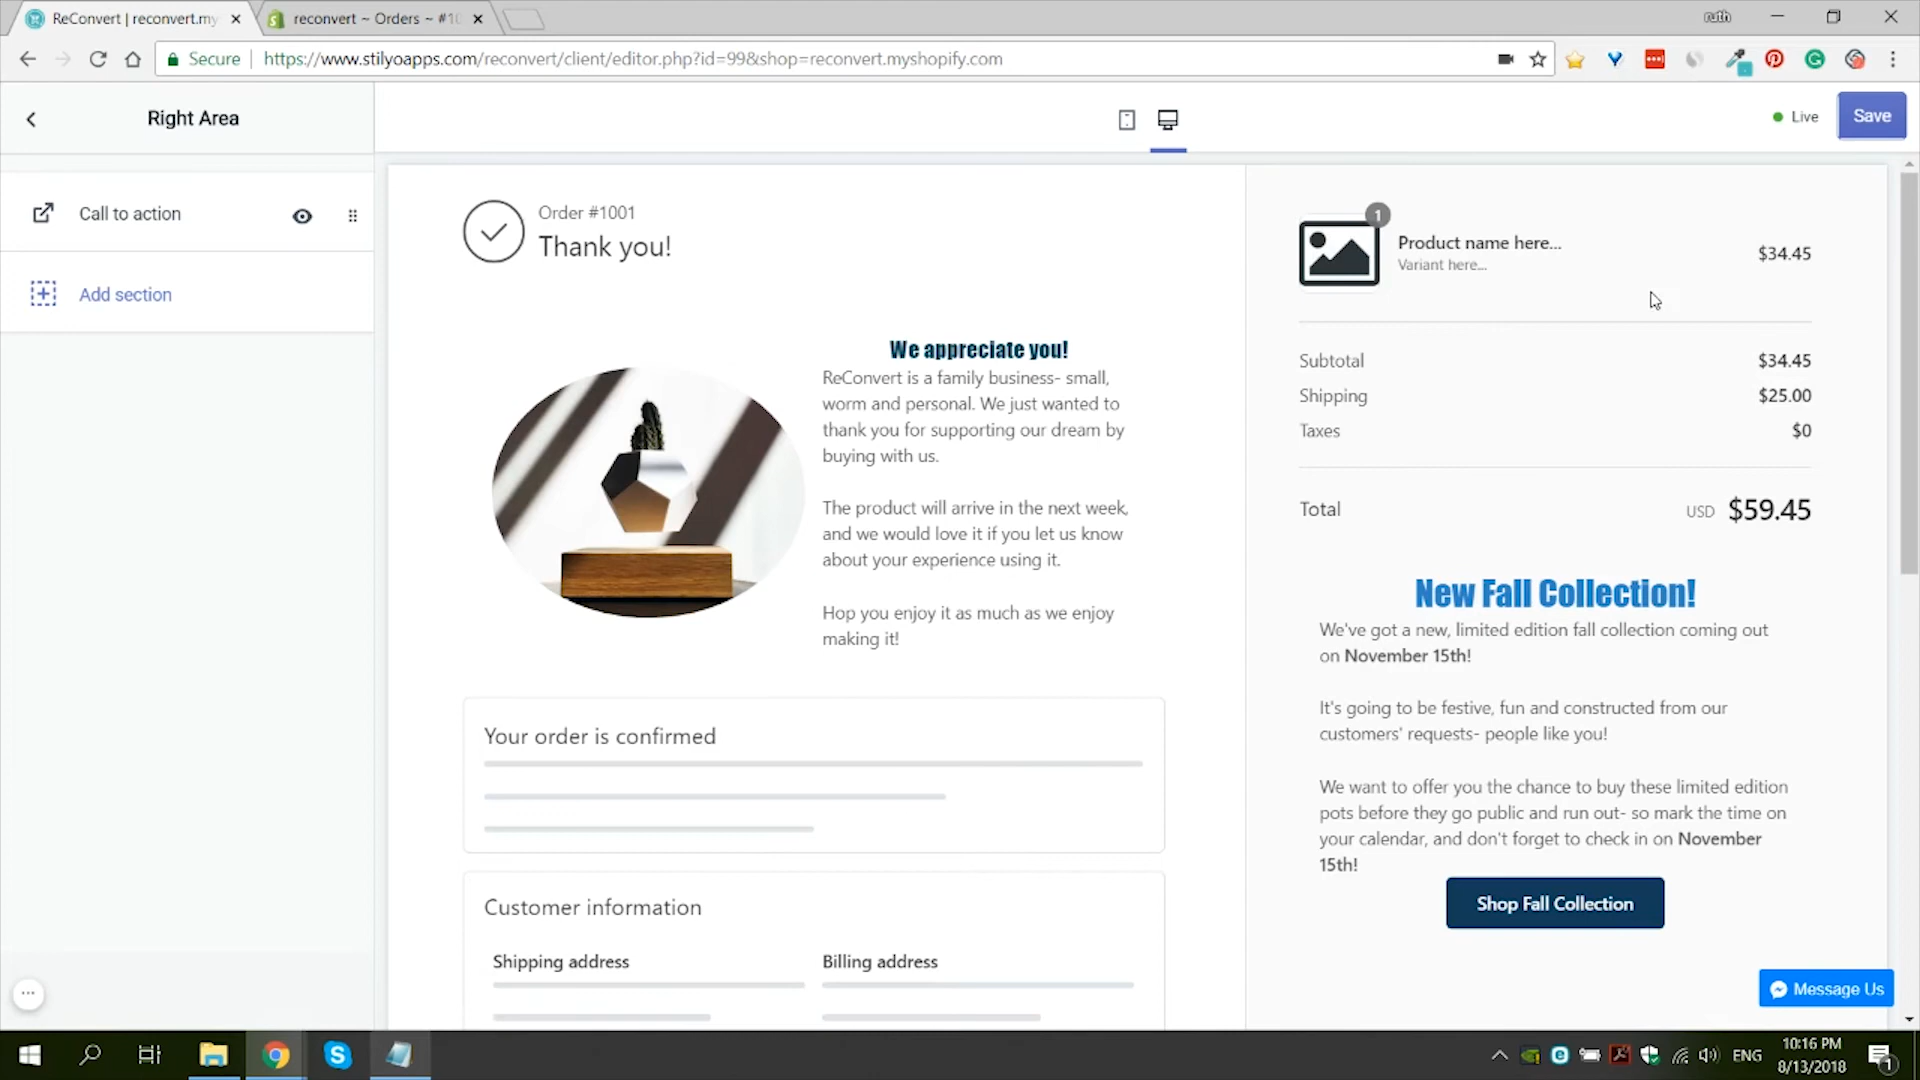 ReConvert | reconvert.my
reconvert ~ Orders ~ #10
ruth
Secure
https://www.stilyoapps.com/reconvert/client/editor.php?id=99&shop=reconvert.myshopify.com
Right Area
Live
Save
Call to action
Add section
Order #1001
Thank you!
We appreciate you!
ReConvert is a family business- small,
worm and personal. We just wanted to
thank you for supporting our dream by
buying with us.
The product will arrive in the next week,
and we would love it if you let us know
about your experience using it.
Hop you enjoy it as much as we enjoy
making it!
Your order is confirmed
Customer information
Shipping address
Billing address
1
Product name here...
Variant here...
$34.45
Subtotal $34.45
Shipping $25.00
Taxes $0
Total USD $59.45
New Fall Collection!
We've got a new, limited edition fall collection coming out
on November 15th!
It's going to be festive, fun and constructed from our
customers' requests- people like you!
We want to offer you the chance to buy these limited edition
pots before they go public and run out- so mark the time on
your calendar, and don't forget to check in on November
15th!
Shop Fall Collection
Message Us
ENG
10:16 PM
8/13/2018
1